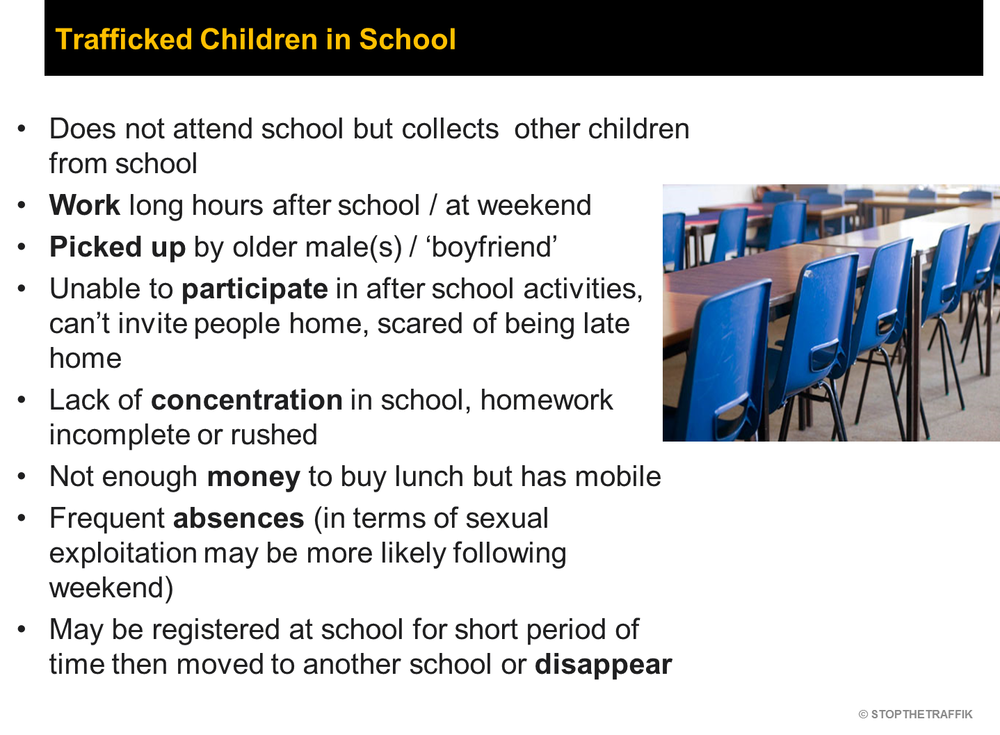 Trafficked Children in School
• Does not attend school but collects  other children
from school
• Work long hours after school / at weekend
• Picked up by older male(s) / ‘boyfriend’
• Unable to participate in after school activities,
can’t invite people home, scared of being late
home
• Lack of concentration in school, homework
incomplete or rushed
• Not enough money to buy lunch but has mobile
• Frequent absences (in terms of sexual
exploitation may be more likely following
weekend)
• May be registered at school for short period of
time then moved to another school or disappear
© STOPTHETRAFFIK